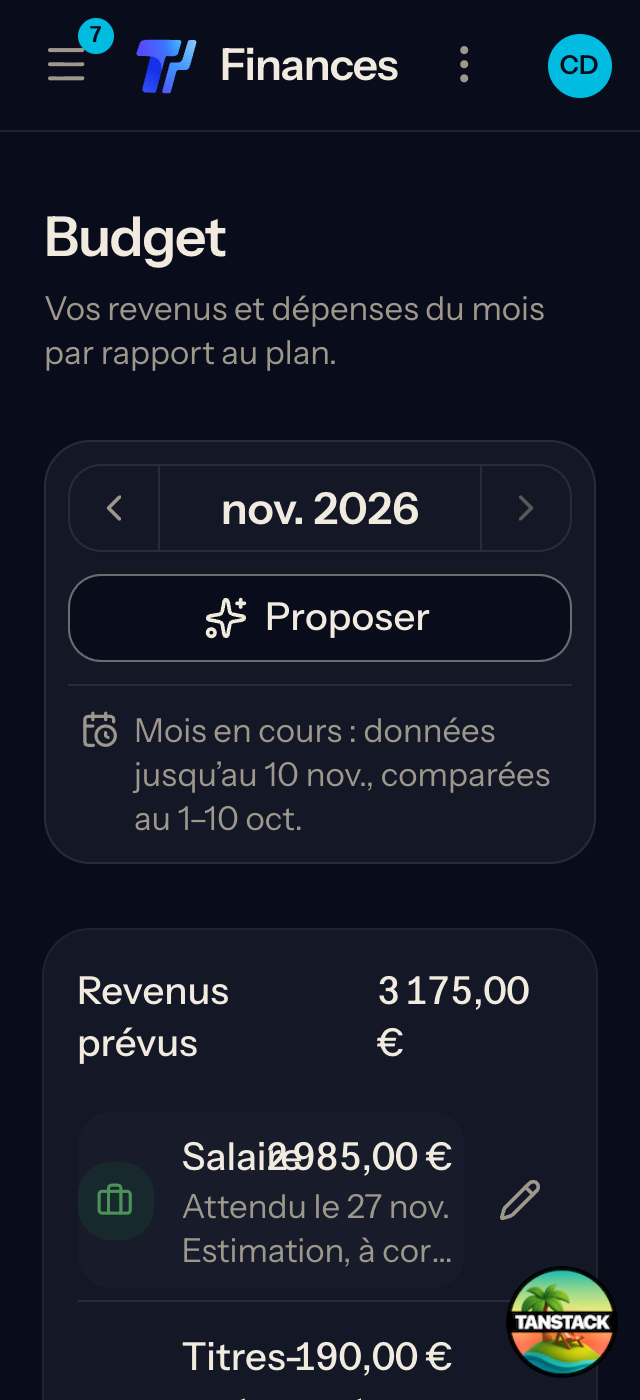 7
Finances
CD
Budget
Vos revenus et dépenses du mois
par rapport au plan.
nov. 2026
Proposer
Mois en cours : données
jusqu’au 10 nov., comparées
au 1–10 oct.
Revenus
prévus
3 175,00
€
Salaire
2 985,00 €
Attendu le 27 nov.
Estimation, à cor…
TANSTACK
Titres-
190,00 €